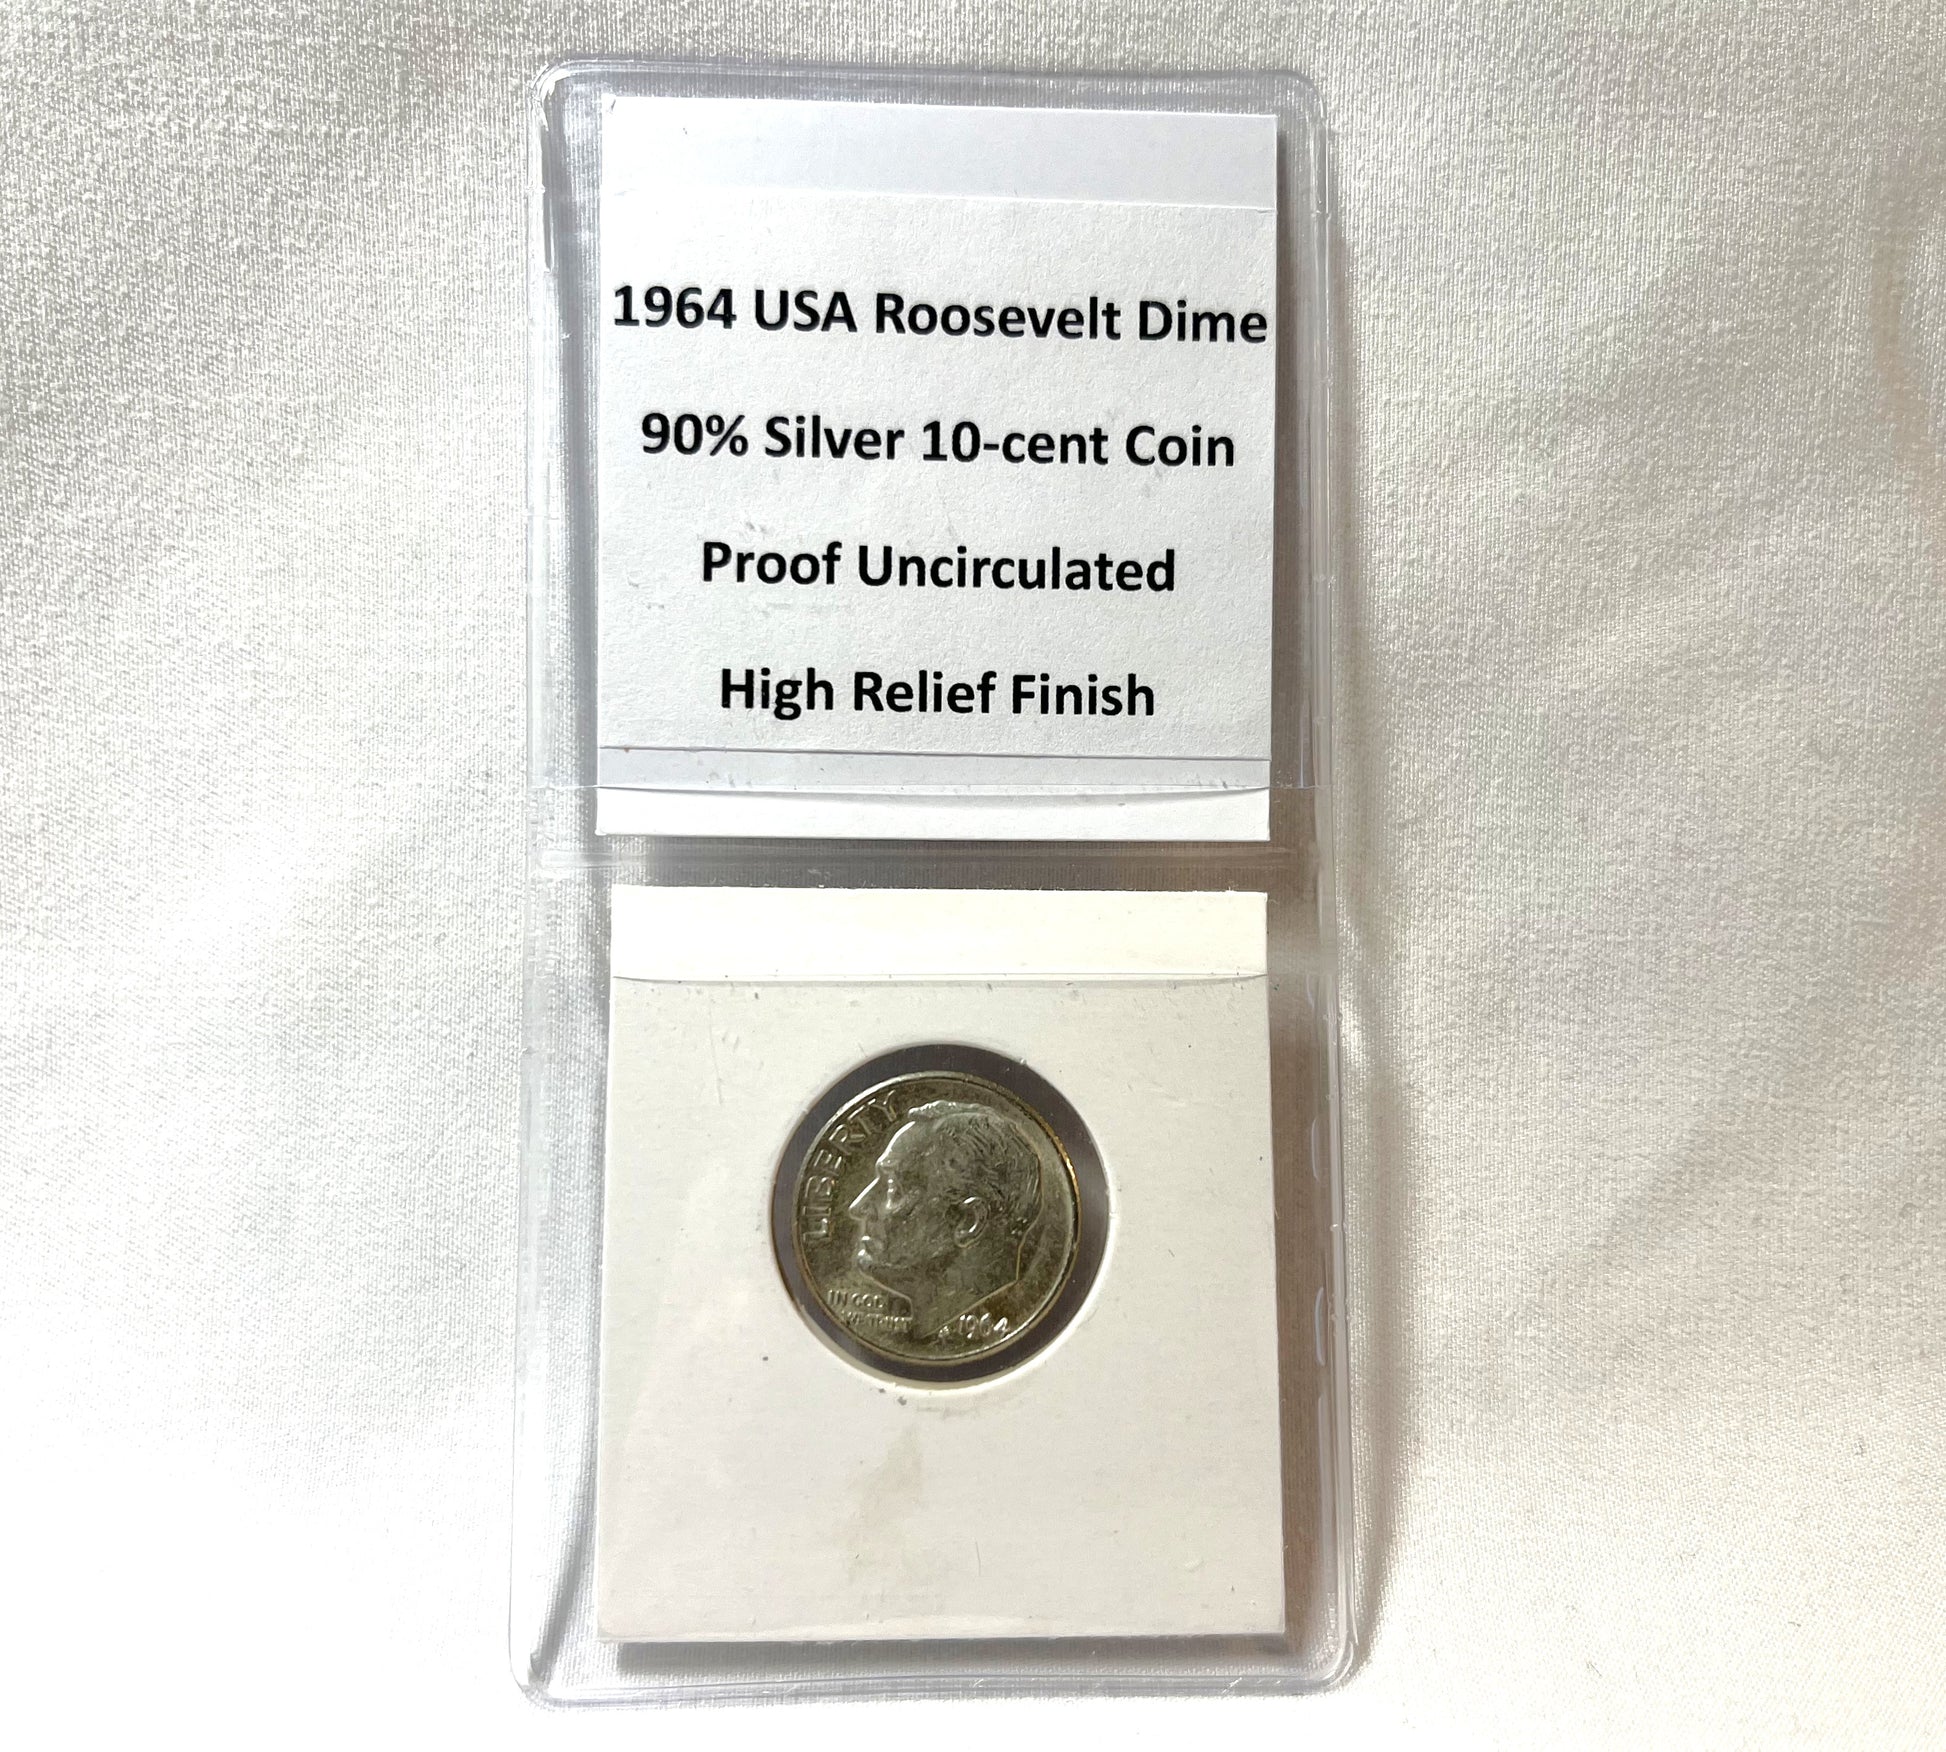 1964 USA Roosevelt Dime
90% Silver 10-cent Coin
Proof Uncirculated
High Relief Finish
LIBERTY
IN GOD
WE TRUST
1964